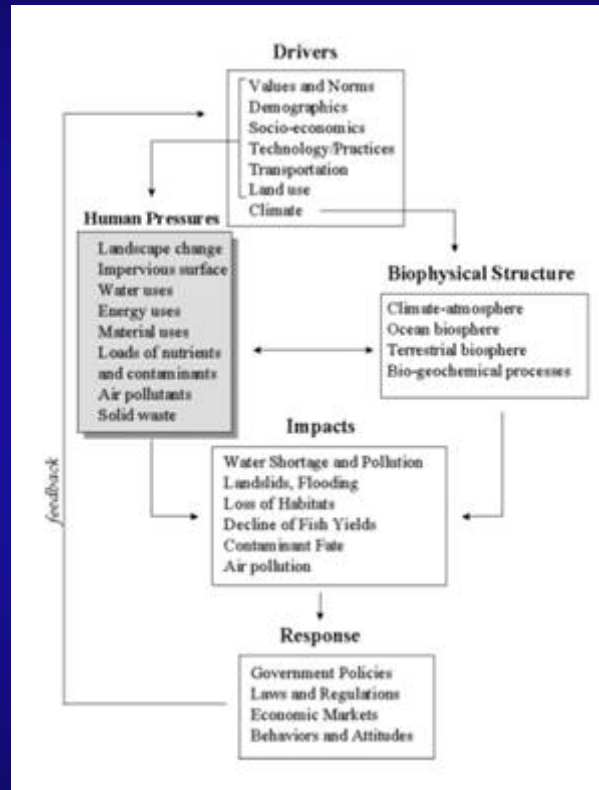 Drivers
Values and Norms
Demographics
Socio-economics
Technology/Practices
Transportation
Land use
Climate
Human Pressures
Landscape change
Impervious surface
Water uses
Energy uses
Material uses
Loads of nutrients
and contaminants
Air pollutants
Solid waste
Biophysical Structure
Climate-atmosphere
Ocean biosphere
Terrestrial biosphere
Bio-geochemical processes
Impacts
Water Shortage and Pollution
Landslids, Flooding
Loss of Habitats
Decline of Fish Yields
Contaminant Fate
Air pollution
feedback
Response
Government Policies
Laws and Regulations
Economic Markets
Behaviors and Attitudes